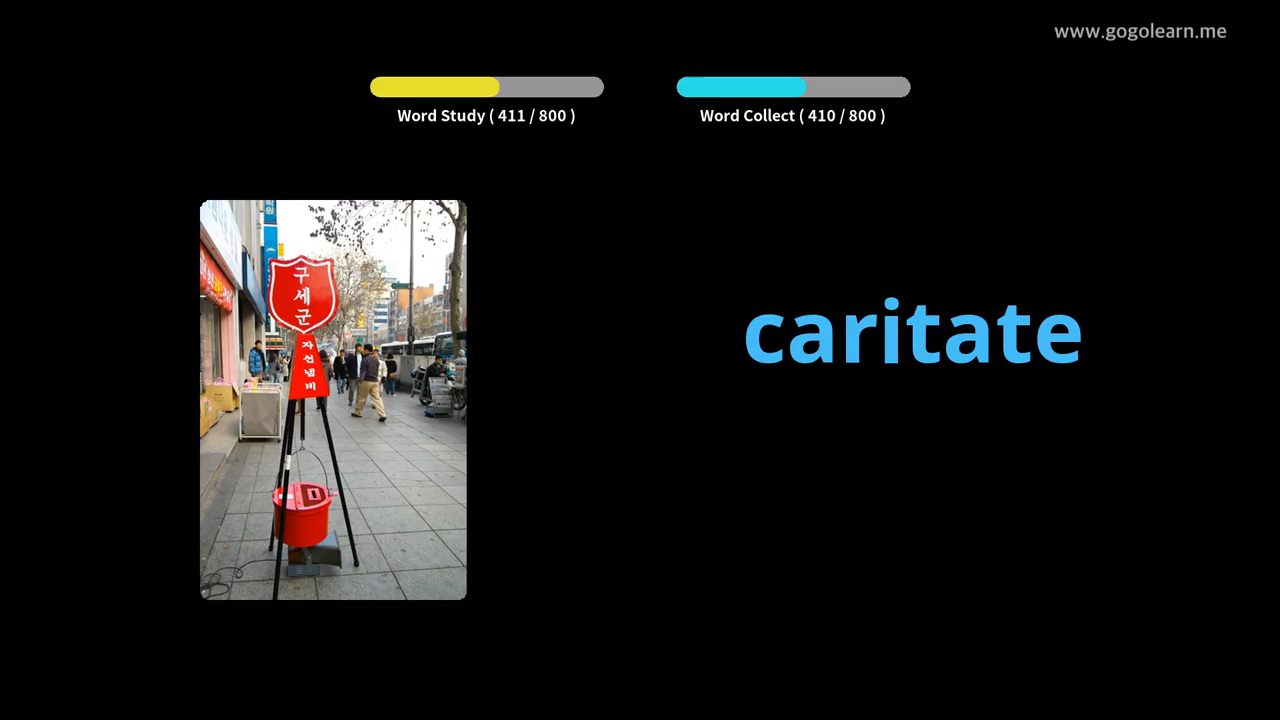 www.gogolearn.me
Word Study ( 411 / 800 )
Word Collect ( 410 / 800 )
구
세
군
자
선
냄
비
caritate